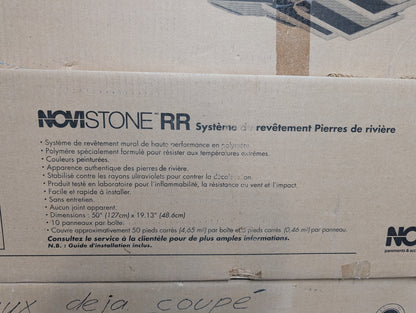 NOVISTONE™ RR Système de revêtement Pierres de rivière
• Système de revêtement mural de haute performance en polymère.
• Polymère spécialement formulé pour résister aux températures extrêmes.
• Couleurs peinturées.
• Apparence authentique des pierres de rivière.
• Stabilisé contre les rayons ultraviolets pour contrer la décoloration.
• Produit testé en laboratoire pour l'inflammabilité, la résistance au vent et l'impact.
• Facile et rapide à installer.
• Sans entretien.
• Aucun joint apparent.
• Dimensions : 50" (127cm) x 19.13" (48.6cm)
• 10 panneaux par boîte.
• Couvre approximativement 50 pieds carrés (4,65 m²) par boîte et 5 pieds carrés (0,46 m²) par panneau.
Consultez le service à la clientèle pour de plus amples informations.
N.B. : Guide d'installation inclus.
NO
parements & acc
ux deja coupé